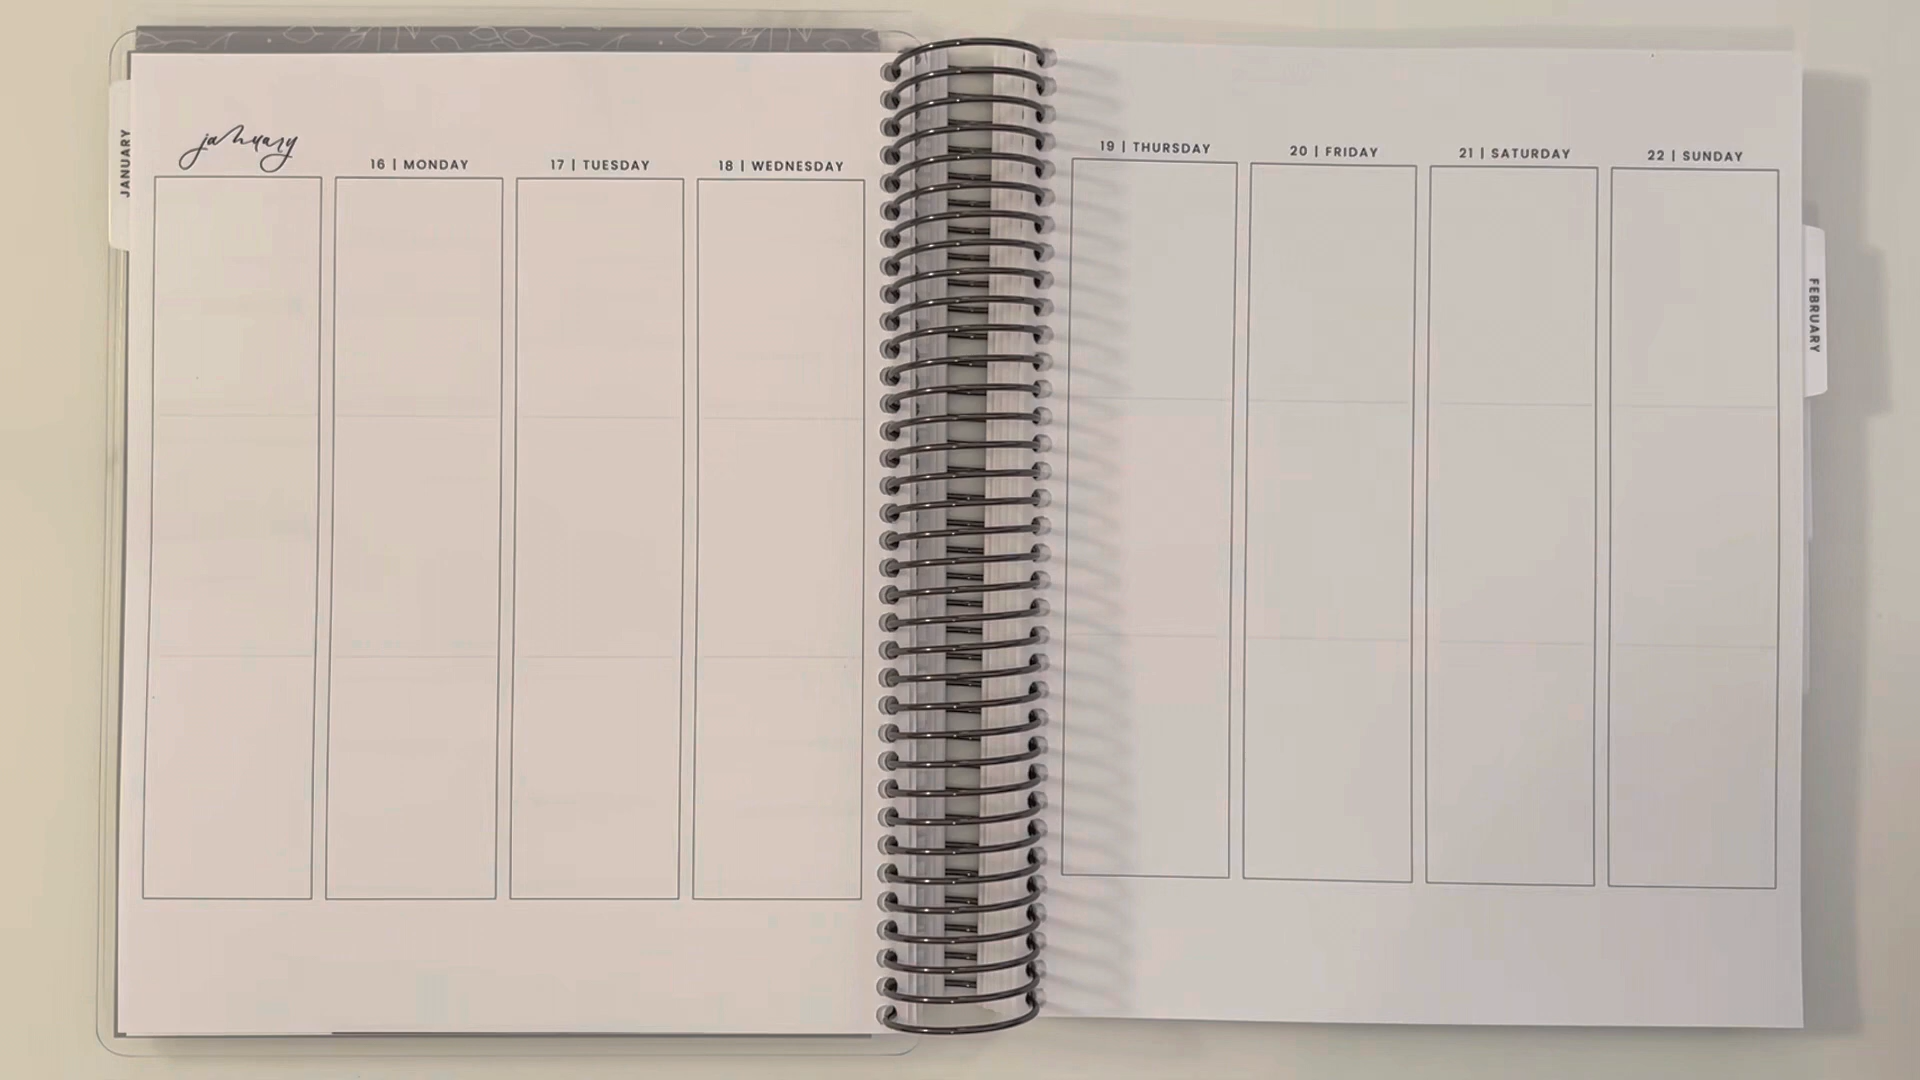 JANUARY
january
16 | MONDAY
17 | TUESDAY
18 | WEDNESDAY
19 | THURSDAY
20 | FRIDAY
21 | SATURDAY
22 | SUNDAY
FEBRUARY